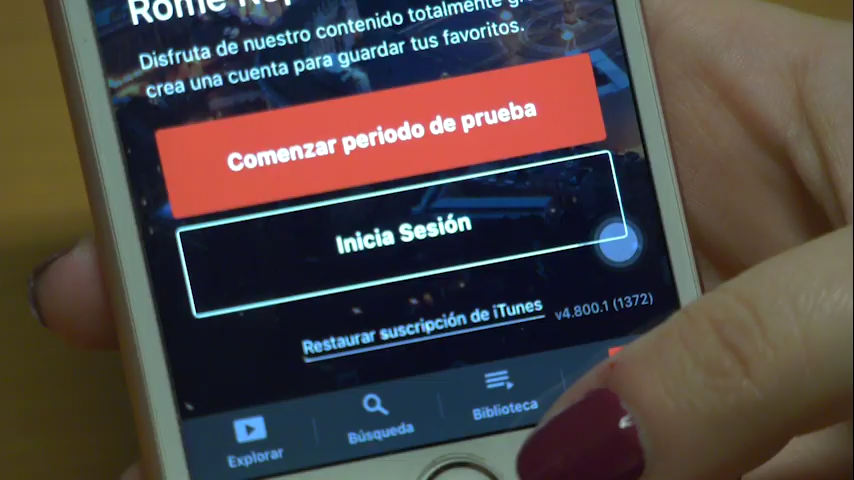 Rome
Disfruta de nuestro contenido totalmente
crea una cuenta para guardar tus favoritos.
Comenzar periodo de prueba
Inicia Sesión
Restaurar suscripción de iTunes v4.800.1 (1372)
Explorar Búsqueda Biblioteca